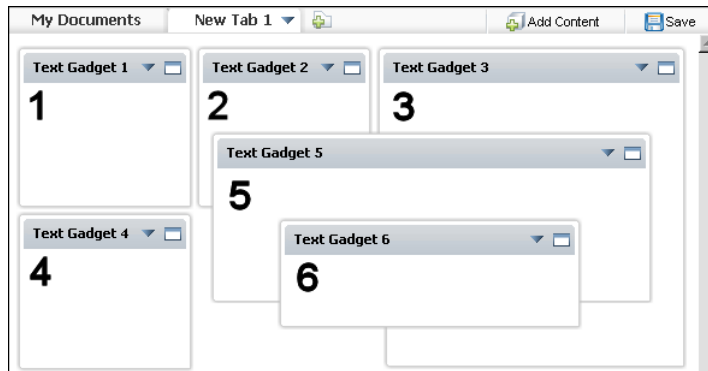 My Documents New Tab 1 Add Content Save
Text Gadget 1 Text Gadget 2 Text Gadget 3
1 2 3
Text Gadget 5
5
Text Gadget 4 Text Gadget 6
4 6